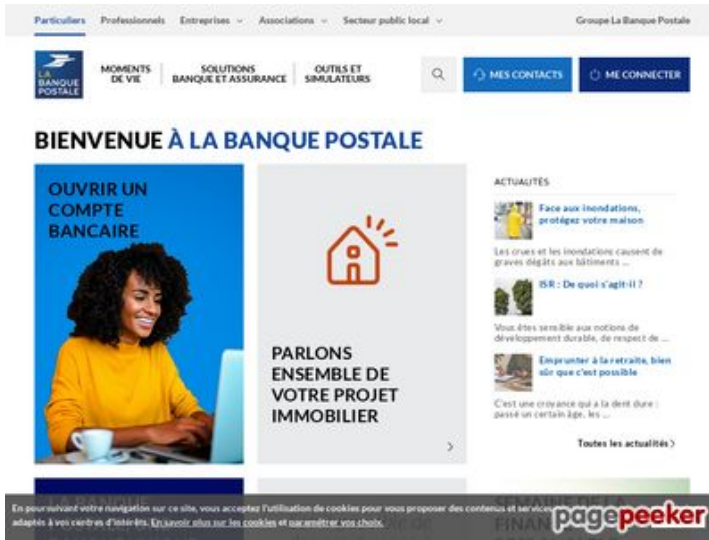 Particuliers Professionnels Entreprises Associations Secteur public local Groupe La Banque Postale
LA
BANQUE
POSTALE
MOMENTS
DE VIE
SOLUTIONS
BANQUE ET ASSURANCE
OUTILS ET
SIMULATEURS
MES CONTACTS
ME CONNECTER
BIENVENUE À LA BANQUE POSTALE
OUVRIR UN
COMPTE
BANCAIRE
PARLONS
ENSEMBLE DE
VOTRE PROJET
IMMOBILIER
ACTUALITÉS
Face aux inondations,
protégez votre maison
Les crues et les inondations causent de
graves dégâts aux bâtiments ...
ISR : De quoi s'agit-il ?
Vous êtes sensible aux notions de
développement durable, de respect de ...
Emprunter à la retraite, bien
sûr que c'est possible
C'est une croyance qui a la dent dure :
passé un certain âge, les ...
Toutes les actualités
LA BANQUE
SEMAINE DE LA
FINAN
En poursuivant votre navigation sur ce site, vous acceptez l'utilisation de cookies pour vous proposer des contenus et services
adaptés à vos centres d'intérêts. En savoir plus sur les cookies et paramétrer vos choix.
pagepeeker